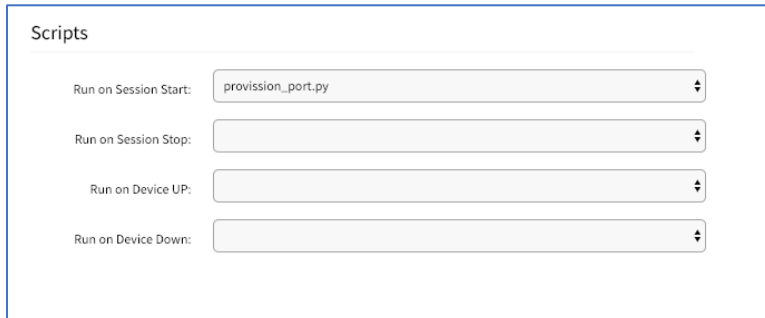 Scripts
Run on Session Start: provission_port.py
Run on Session Stop:
Run on Device UP:
Run on Device Down: